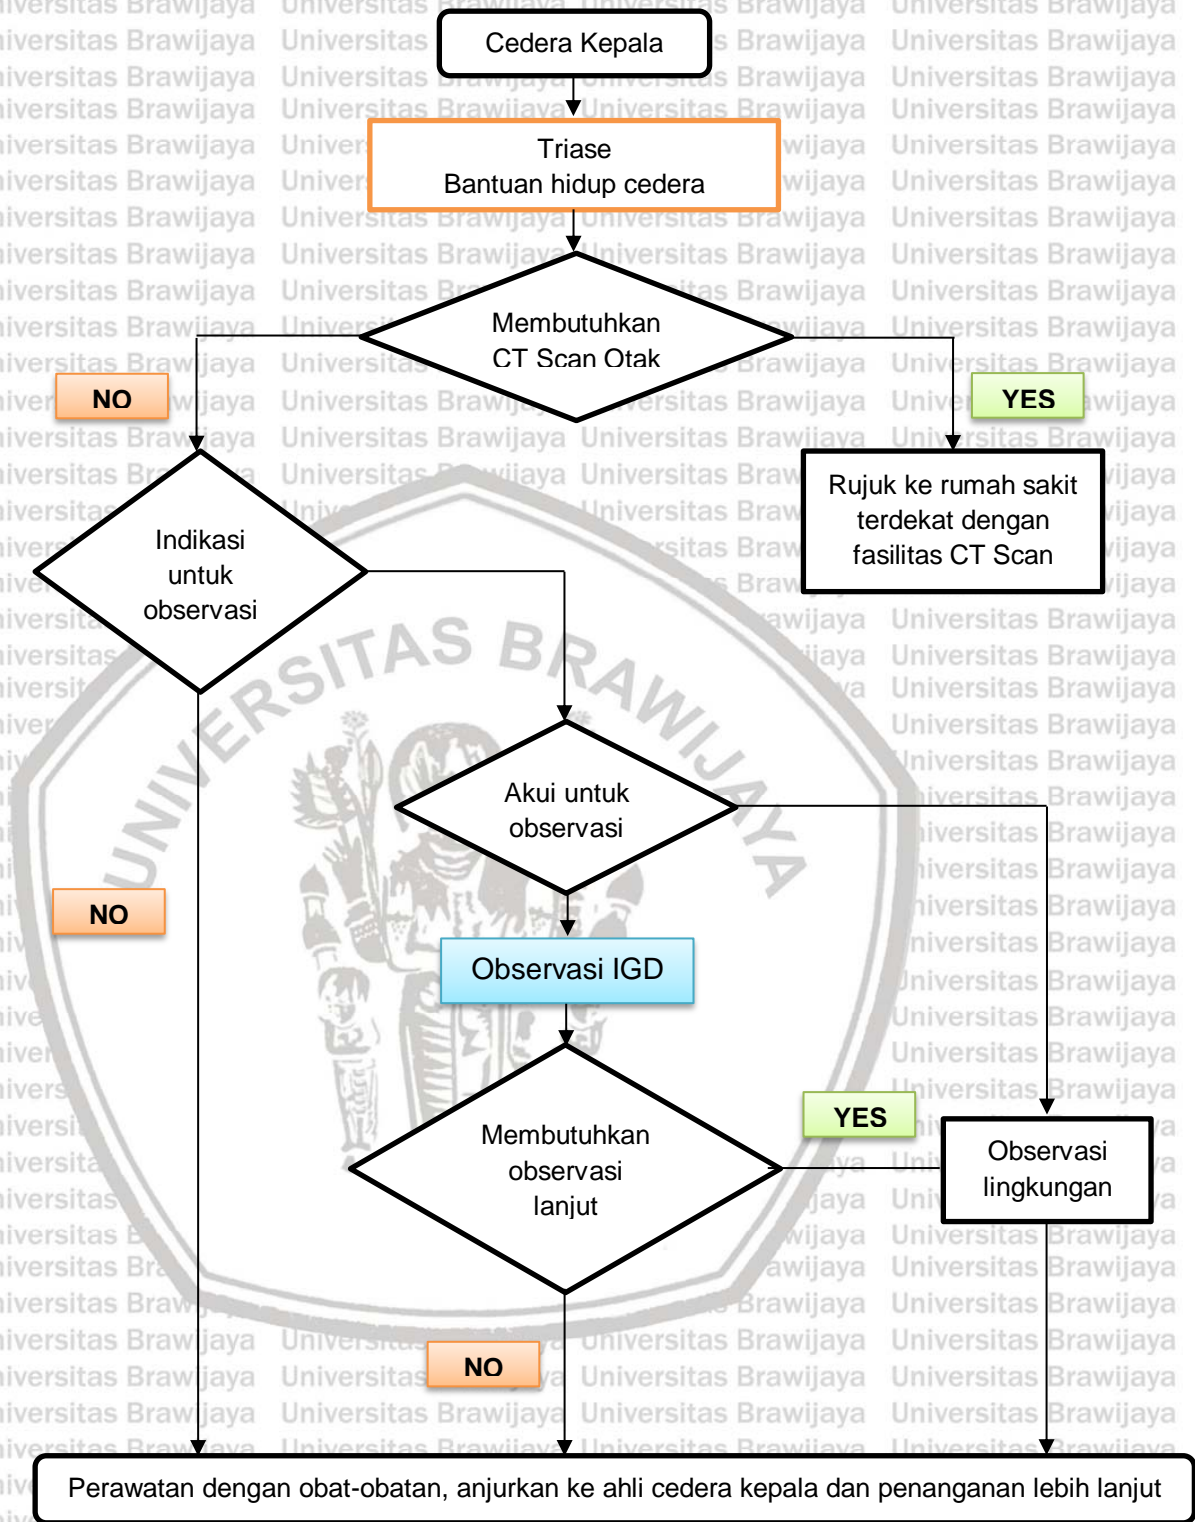 Cedera Kepala
Triase
Bantuan hidup cedera
Membutuhkan
CT Scan Otak
NO
YES
Rujuk ke rumah sakit
terdekat dengan
fasilitas CT Scan
Indikasi
untuk
observasi
Akui untuk
observasi
NO
Observasi IGD
Membutuhkan
observasi
lanjut
YES
Observasi
lingkungan
NO
Perawatan dengan obat-obatan, anjurkan ke ahli cedera kepala dan penanganan lebih lanjut
UNIVERSITAS BRAWIJAYA